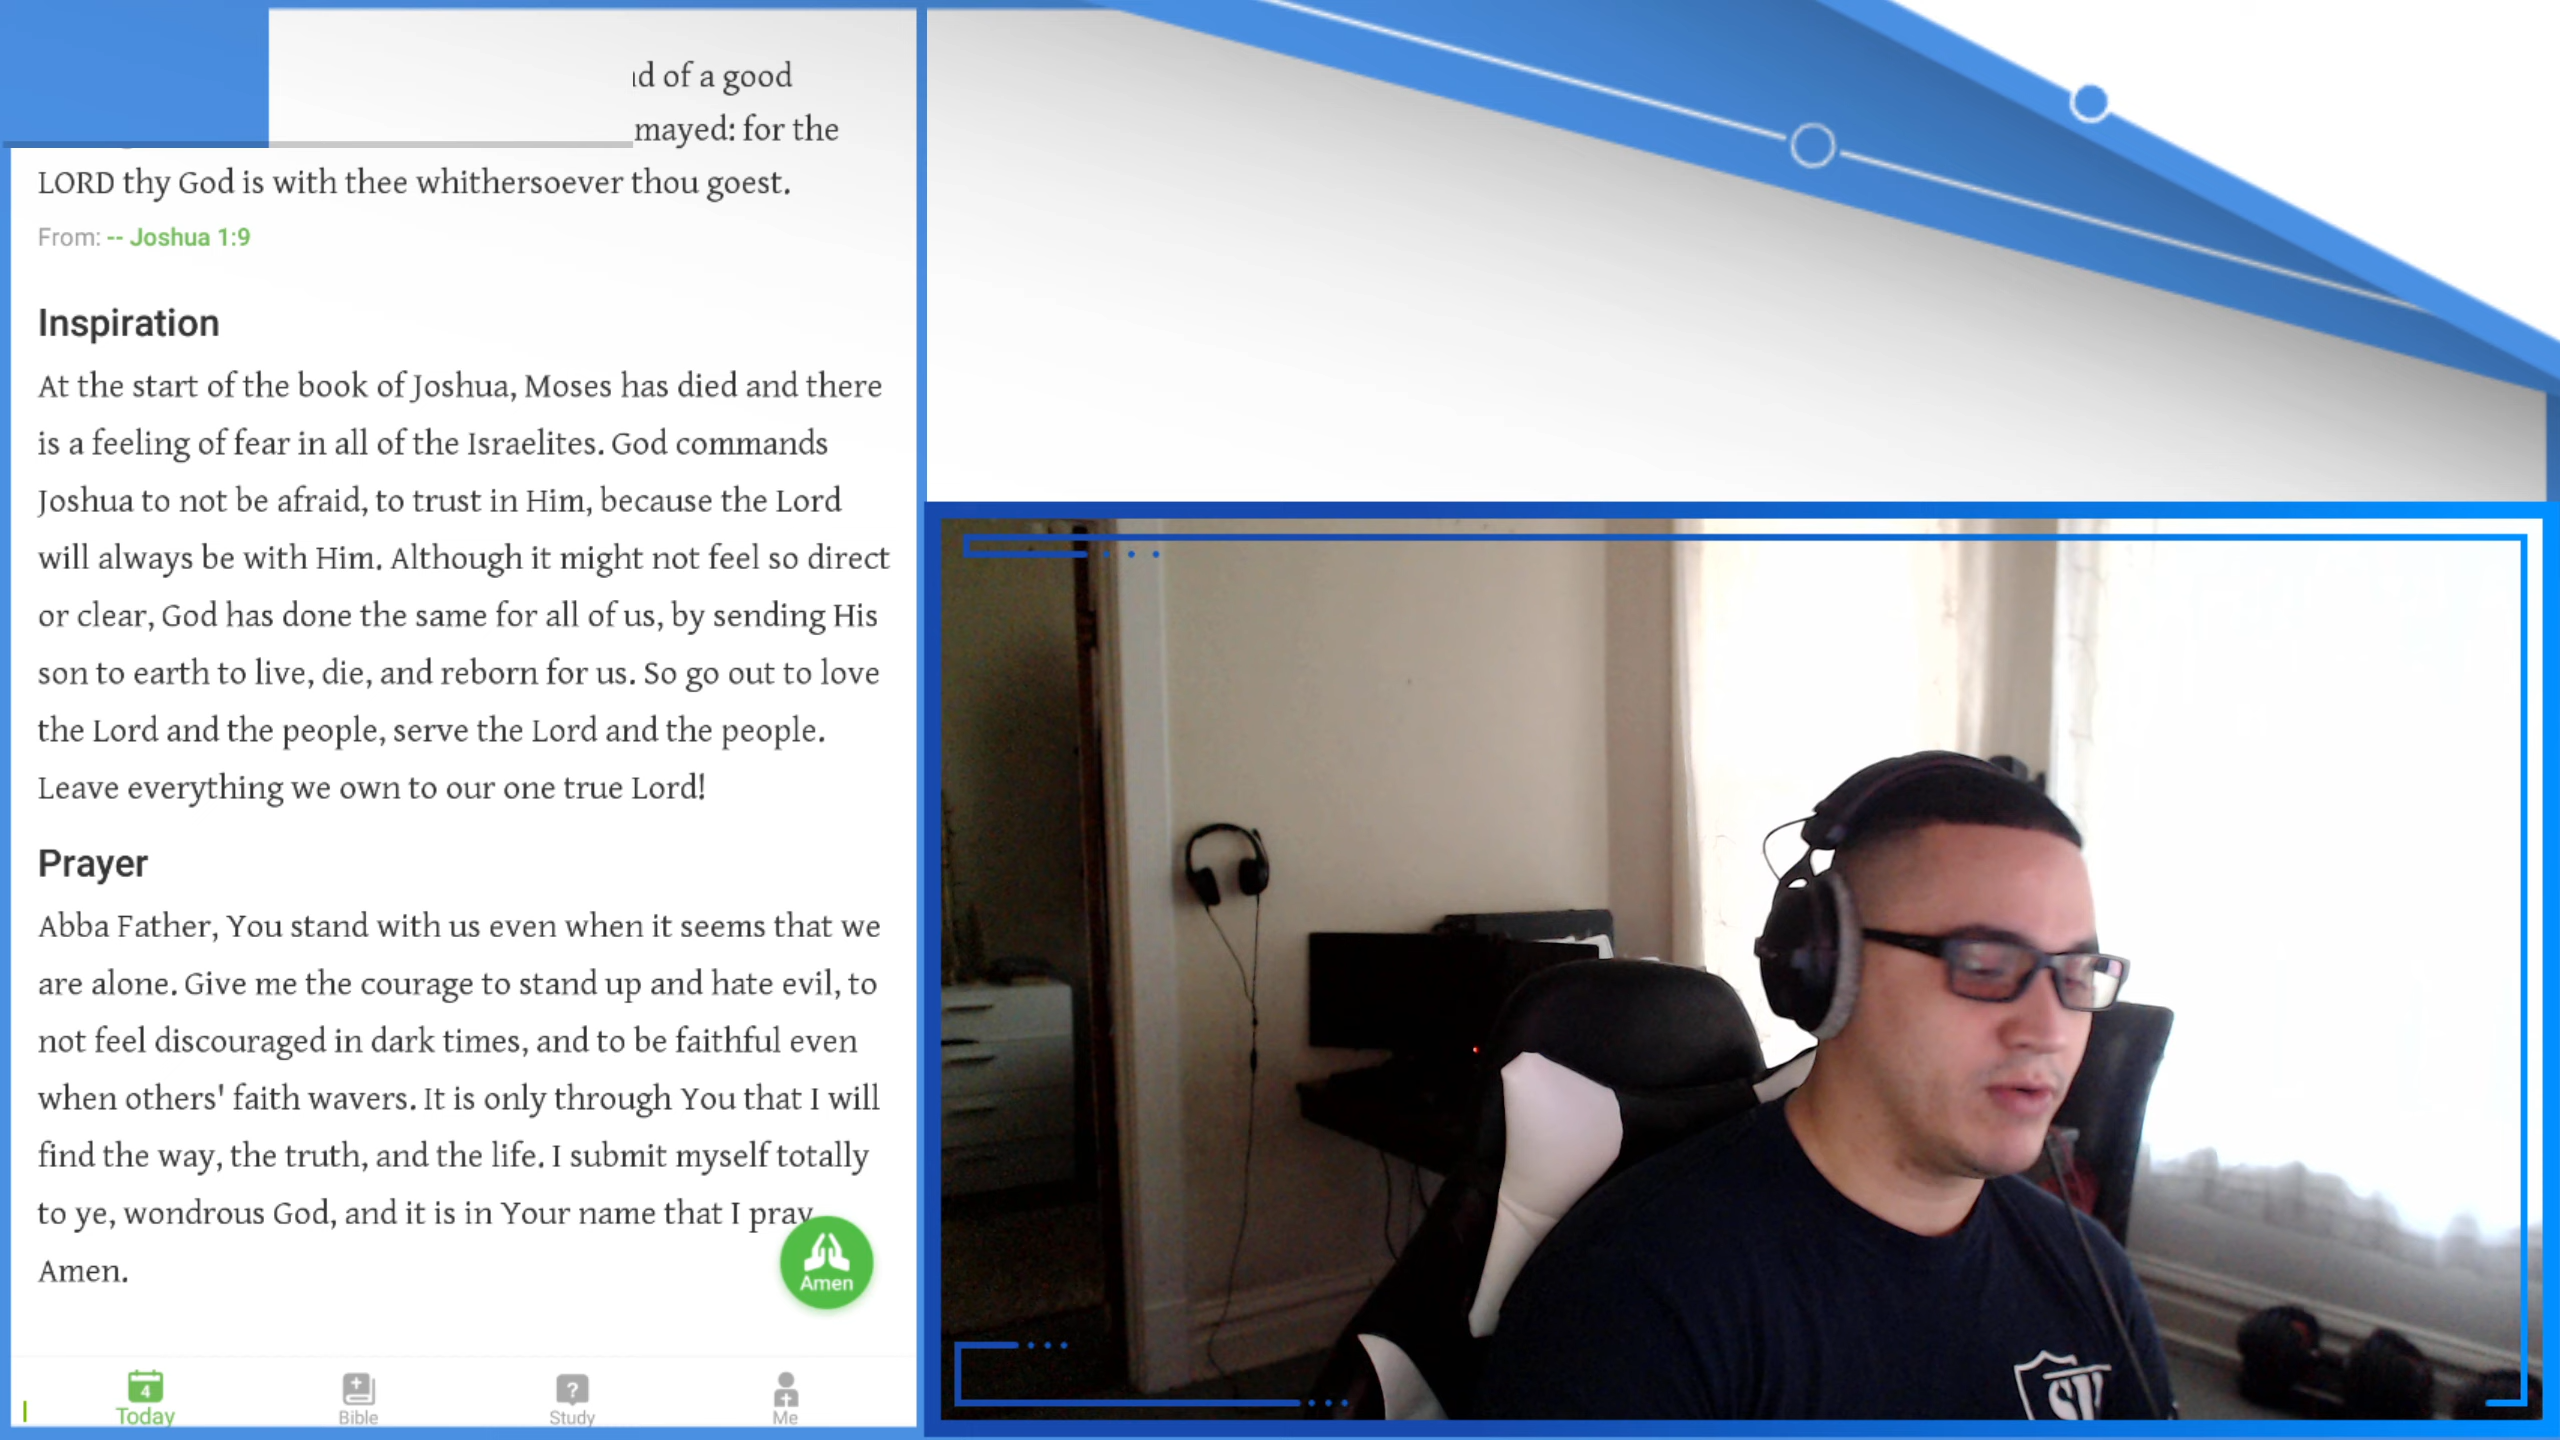 of a good
for the
LORD thy God is with thee whithersoever thou goest.
From: -- Joshua 1:9
Inspiration
At the start of the book of Joshua, Moses has died and there
is a feeling of fear in all of the Israelites. God commands
Joshua to not be afraid, to trust in Him, because the Lord
will always be with Him. Although it might not feel so direct
or clear, God has done the same for all of us, by sending His
son to earth to live, die, and reborn for us. So go out to love
the Lord and the people, serve the Lord and the people.
Leave everything we own to our one true Lord!
Prayer
Abba Father, You stand with us even when it seems that we
are alone. Give me the courage to stand up and hate evil, to
not feel discouraged in dark times, and to be faithful even
when others' faith wavers. It is only through You that I will
find the way, the truth, and the life. I submit myself totally
to ye, wondrous God, and it is in Your name that I pray
Amen.
Amen
4
Today
Bible
Study
Me